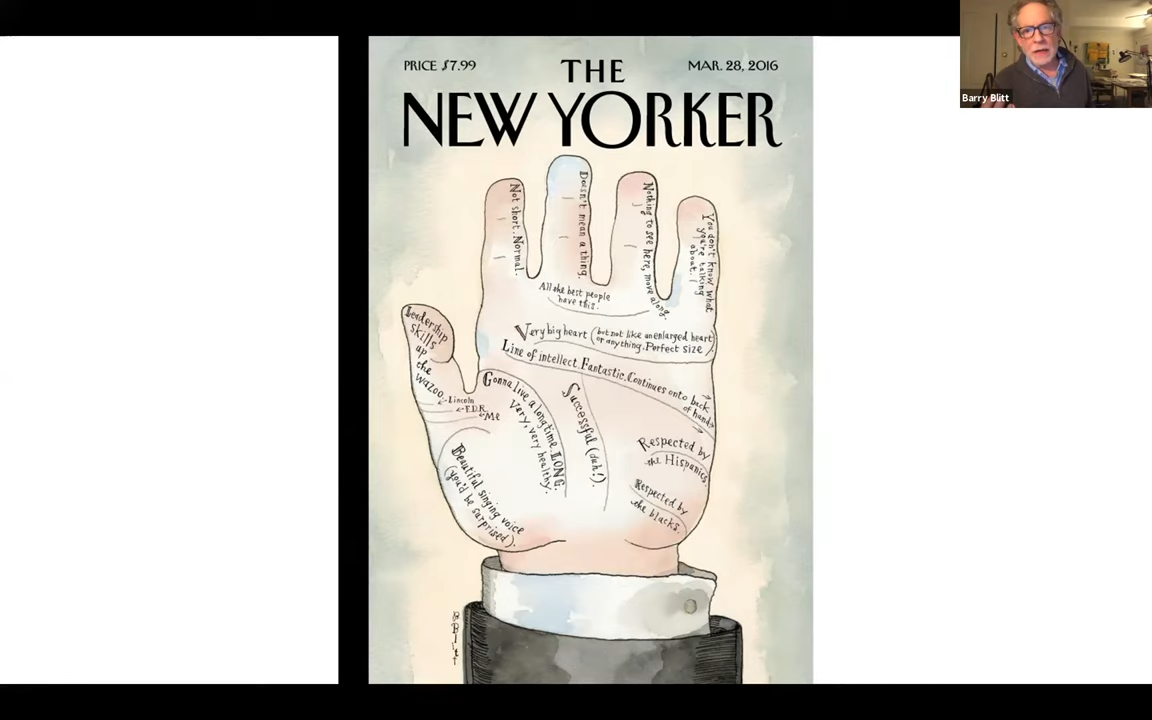 PRICE $7.99
THE
MAR. 28, 2016
NEW YORKER
Barry Blitt
Not short. Normal.
Doesn't mean a thing.
Nothing to see here, move along.
You don't know what
you're talking
about.
All the best people
have this.
Very big heart (but not like an enlarged heart
or anything. Perfect size).
Line of intellect. Fantastic. Continues onto back
of hand
Leadership
skills
up
the
wazoo.
Lincoln
F.D.R.
Me
Gonna live a long time. LONG.
Very, very healthy.
Successful (duh!).
Respected by
the Hispanics.
Respected by
the blacks.
Beautiful singing voice
(you'd be surprised).
BBlitt